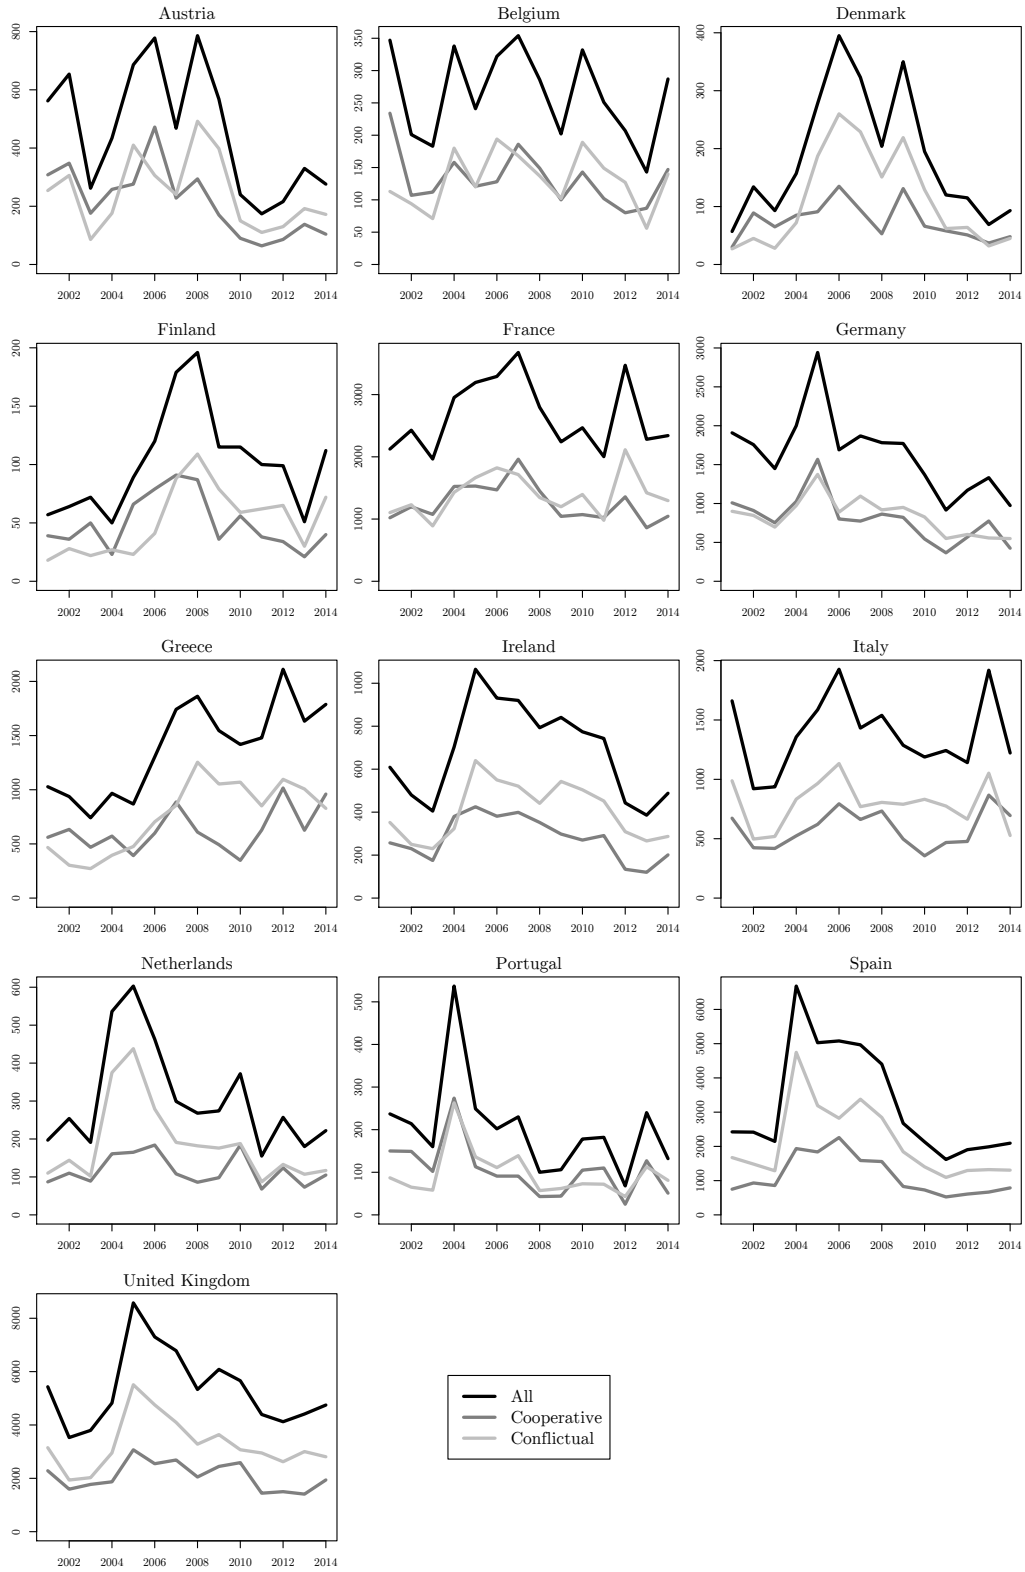 Austria
0 200 400 600 800
2002 2004 2006 2008 2010 2012 2014
Belgium
0 50 100 150 200 250 300 350
2002 2004 2006 2008 2010 2012 2014
Denmark
0 100 200 300 400
2002 2004 2006 2008 2010 2012 2014
Finland
0 50 100 150 200
2002 2004 2006 2008 2010 2012 2014
France
0 1000 2000 3000
2002 2004 2006 2008 2010 2012 2014
Germany
0 500 1000 1500 2000 2500 3000
2002 2004 2006 2008 2010 2012 2014
Greece
0 500 1000 1500 2000
2002 2004 2006 2008 2010 2012 2014
Ireland
0 200 400 600 800 1000
2002 2004 2006 2008 2010 2012 2014
Italy
0 500 1000 1500 2000
2002 2004 2006 2008 2010 2012 2014
Netherlands
0 100 200 300 400 500 600
2002 2004 2006 2008 2010 2012 2014
Portugal
0 100 200 300 400 500
2002 2004 2006 2008 2010 2012 2014
Spain
0 1000 2000 3000 4000 5000 6000
2002 2004 2006 2008 2010 2012 2014
United Kingdom
0 2000 4000 6000 8000
2002 2004 2006 2008 2010 2012 2014
All
Cooperative
Conflictual